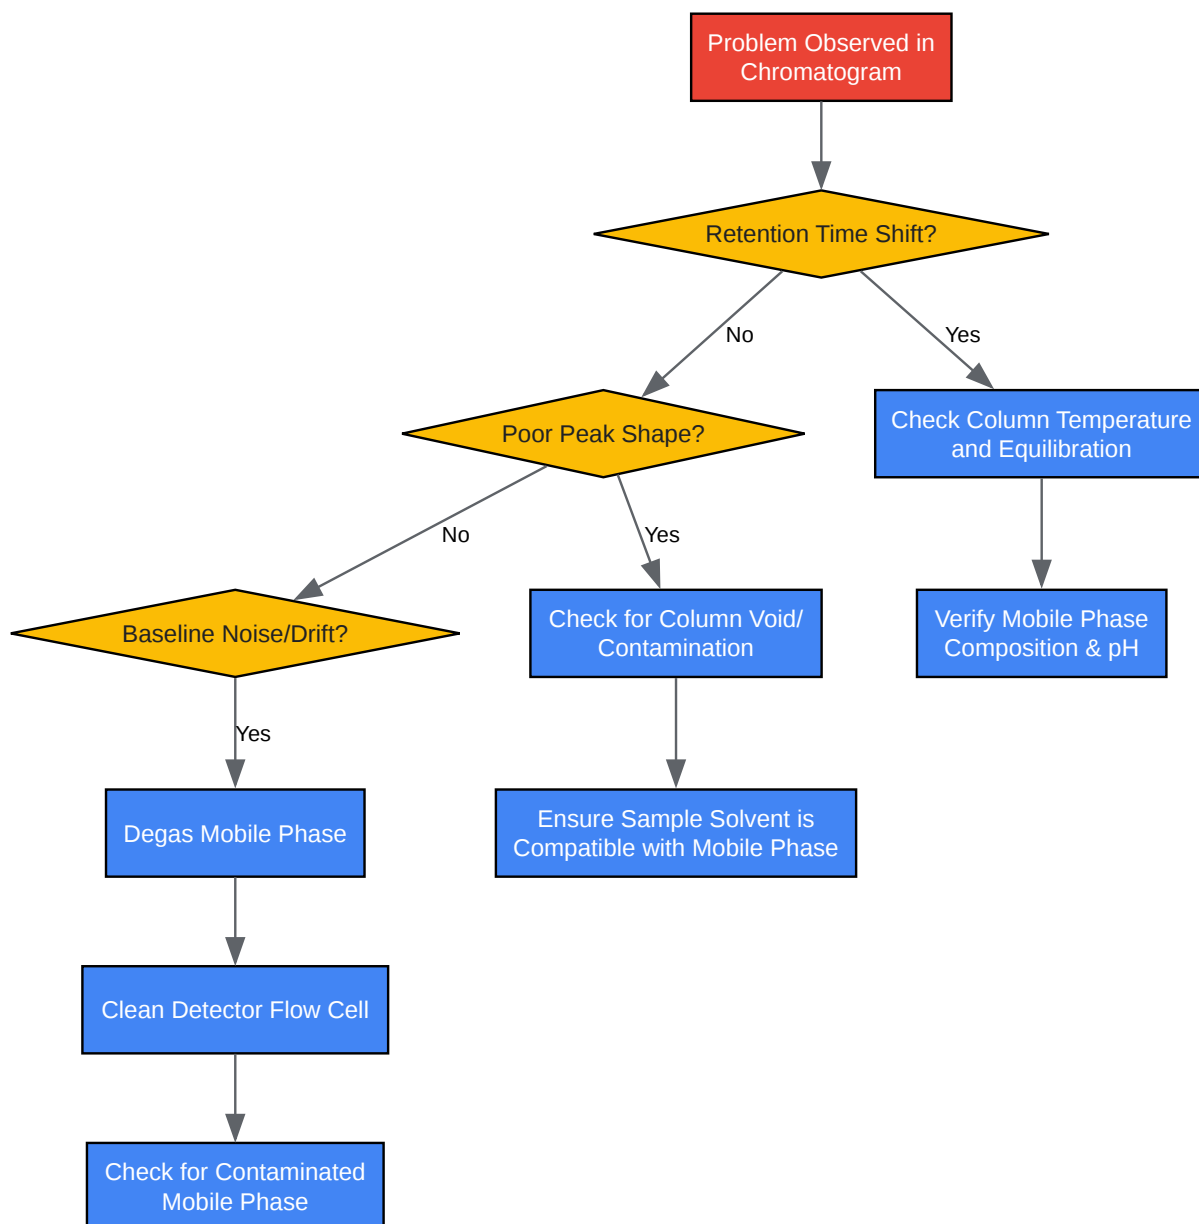 Problem Observed in
Chromatogram
Retention Time Shift?
No
Yes
Poor Peak Shape?
Check Column Temperature
and Equilibration
No
Yes
Baseline Noise/Drift?
Check for Column Void/
Contamination
Verify Mobile Phase
Composition & pH
Yes
Degas Mobile Phase
Ensure Sample Solvent is
Compatible with Mobile Phase
Clean Detector Flow Cell
Check for Contaminated
Mobile Phase